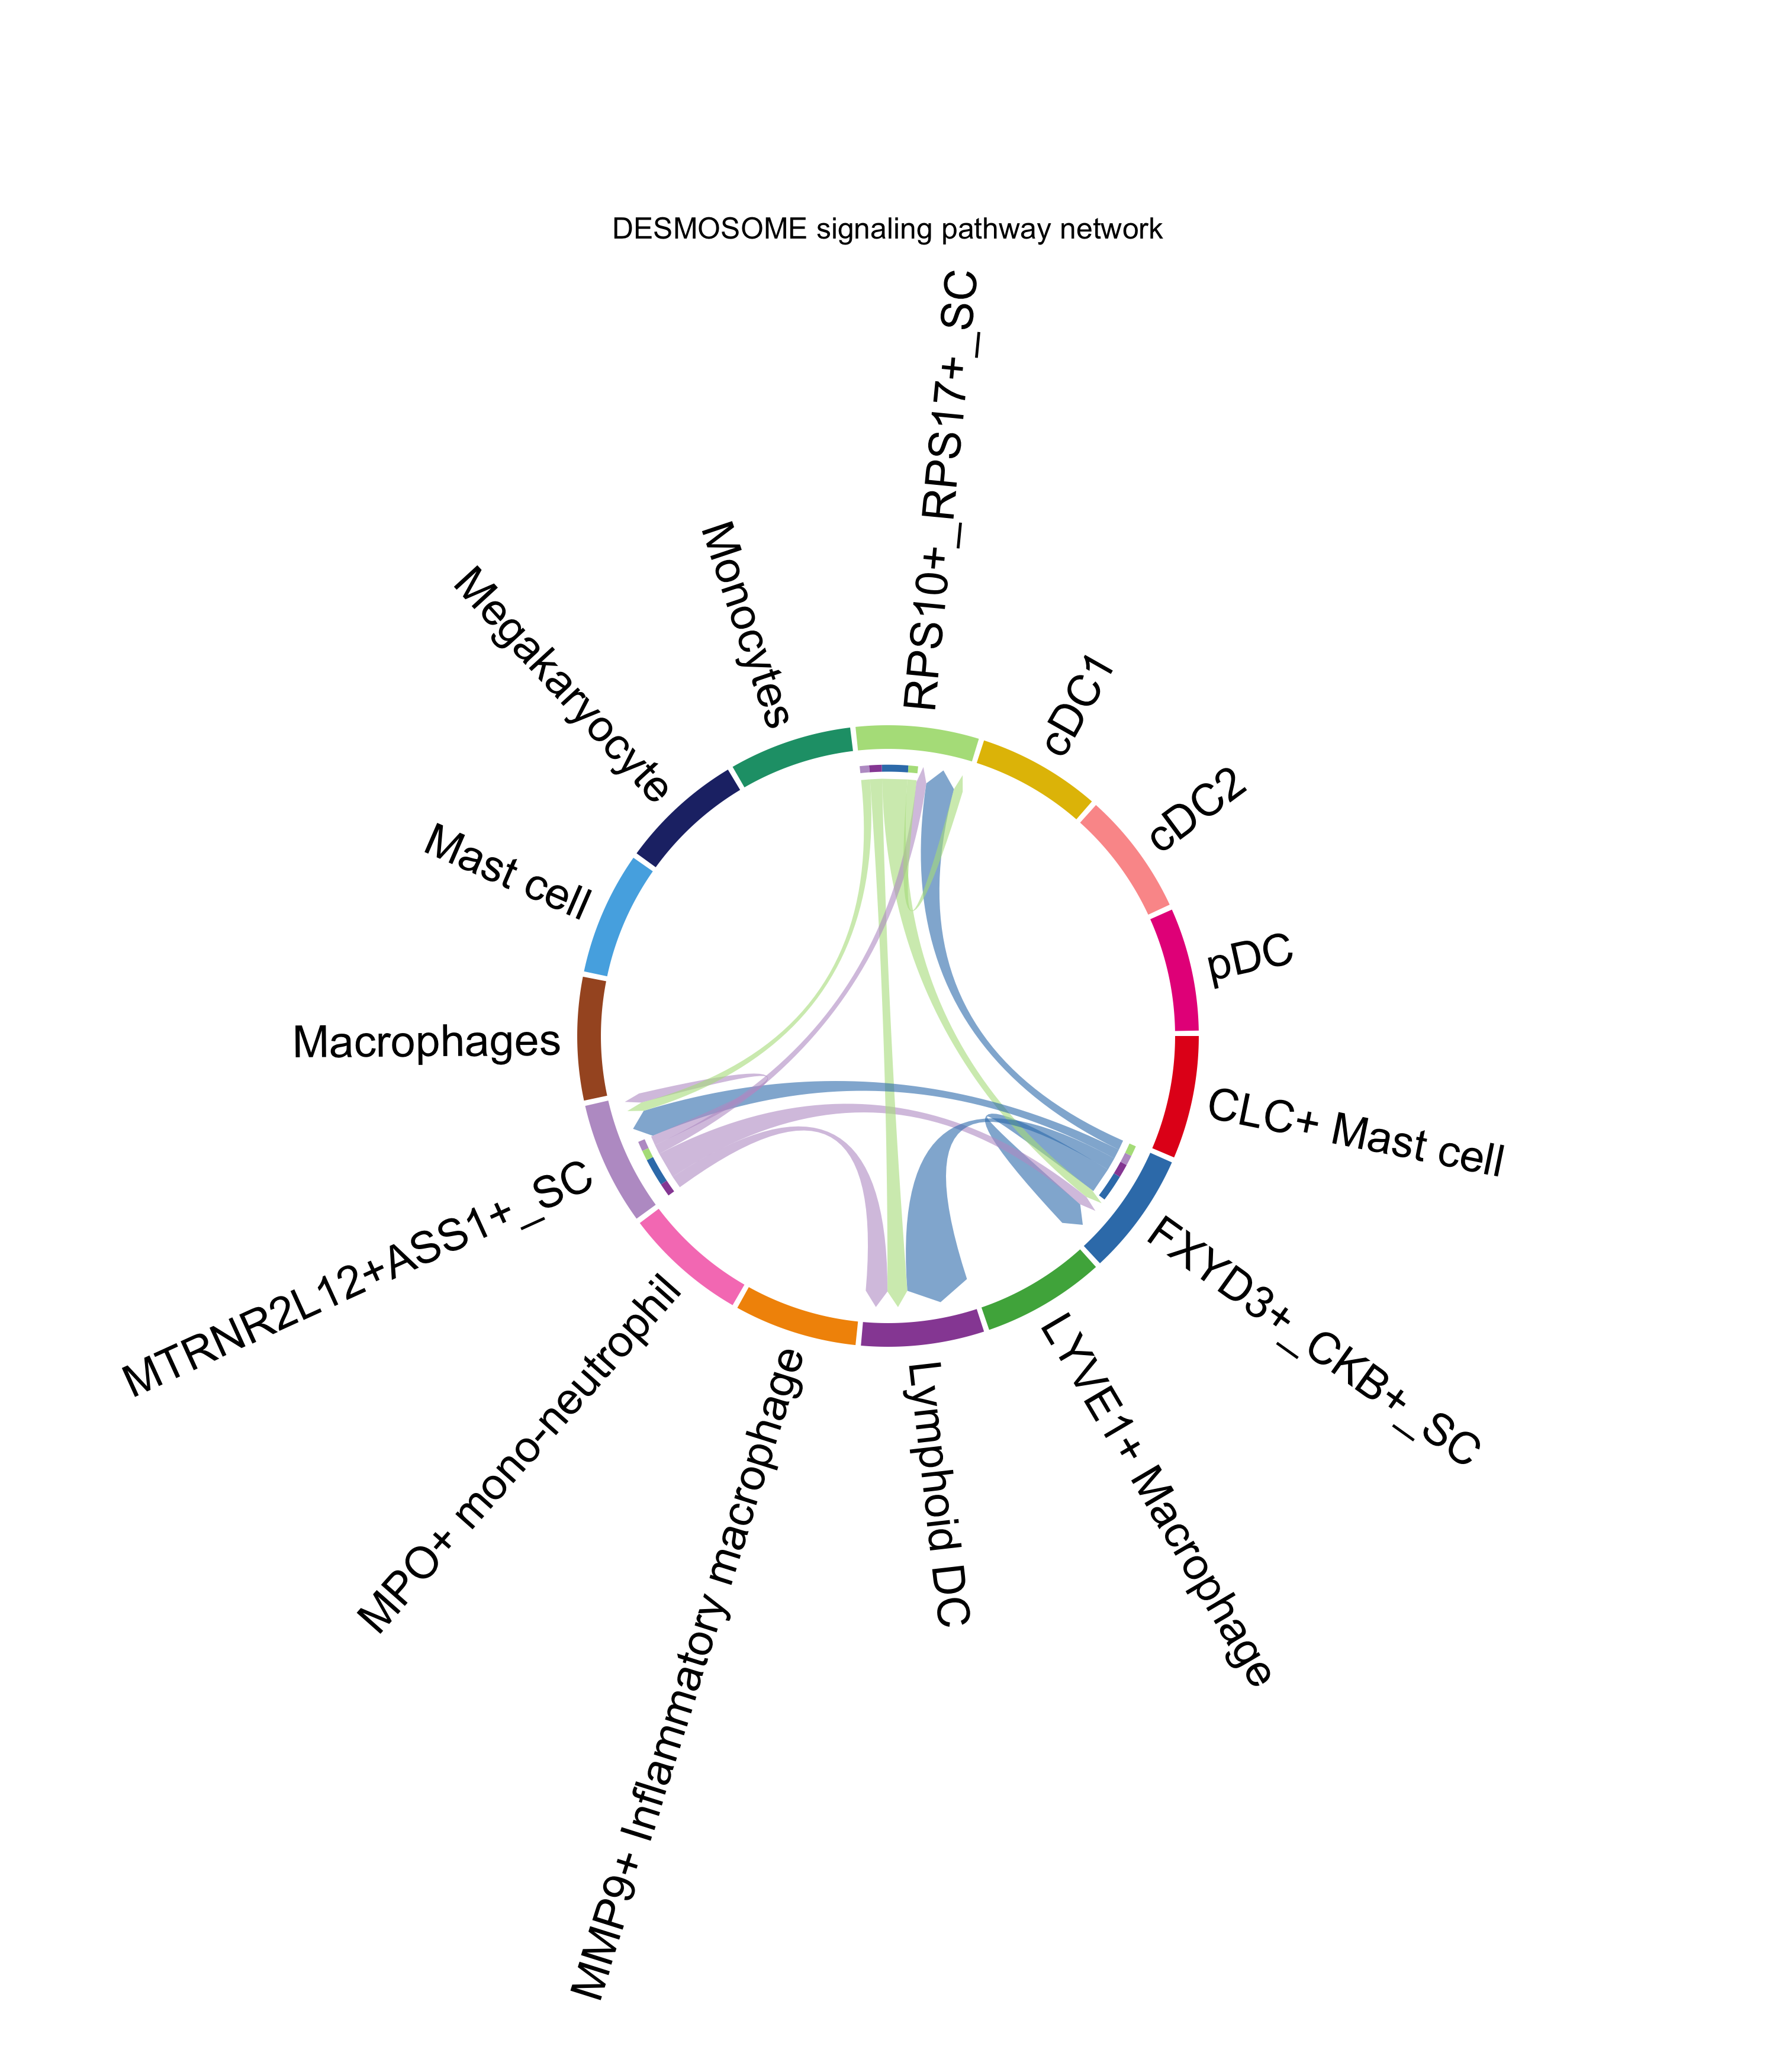 DESMOSOME signaling pathway network
RPS10+_RPS17+_SC
cDC1
cDC2
pDC
CLC+ Mast cell
FXYD3+_CKB+_SC
LYVE1+ Macrophage
Lymphoid DC
MMP9+ Inflammatory macrophage
MPO+ mono-neutrophil
MTRNR2L12+ASS1+_SC
Macrophages
Mast cell
Megakaryocyte
Monocytes